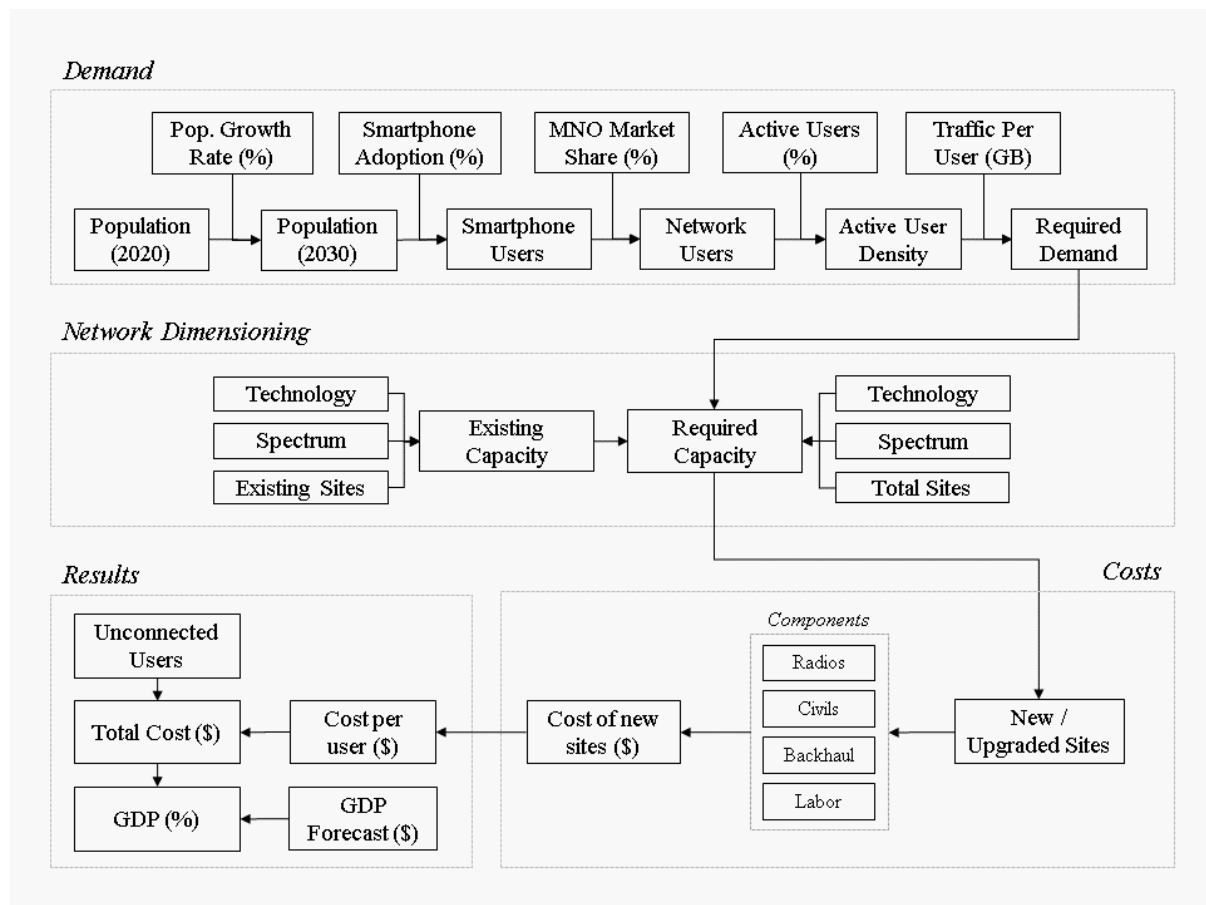 Demand
Pop. Growth
Rate (%)
Smartphone
Adoption (%)
MNO Market
Share (%)
Active Users
(%)
Traffic Per
User (GB)
Population
(2020)
Population
(2030)
Smartphone
Users
Network
Users
Active User
Density
Required
Demand
Network Dimensioning
Technology
Spectrum
Existing Sites
Existing
Capacity
Required
Capacity
Technology
Spectrum
Total Sites
Results
Unconnected
Users
Total Cost ($)
Cost per
user ($)
GDP (%)
GDP
Forecast ($)
Costs
Components
Radios
Civils
Backhaul
Labor
Cost of new
sites ($)
New /
Upgraded Sites